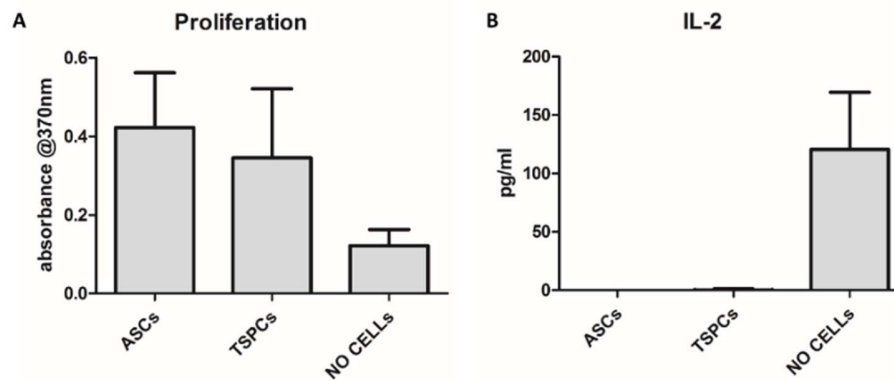 A
Proliferation
absorbance @370nm
0.6
0.4
0.2
0.0
ASCs
TSPCs
NO CELLs
B
IL-2
pg/ml
200
150
100
50
0
ASCs
TSPCs
NO CELLs